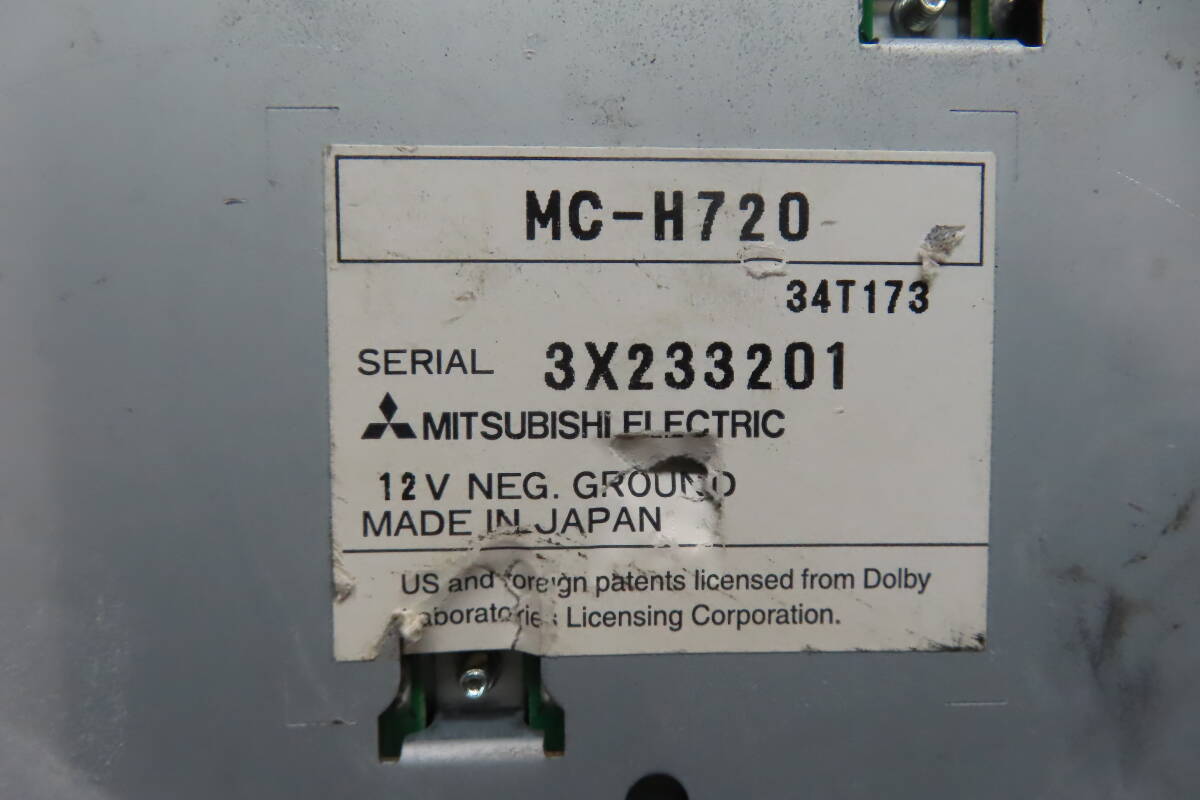 MC-H720
34T173
SERIAL 3X233201
MITSUBISHI ELECTRIC
12V NEG. GROUND
MADE IN JAPAN
US and foreign patents licensed from Dolby
Laboratories Licensing Corporation.